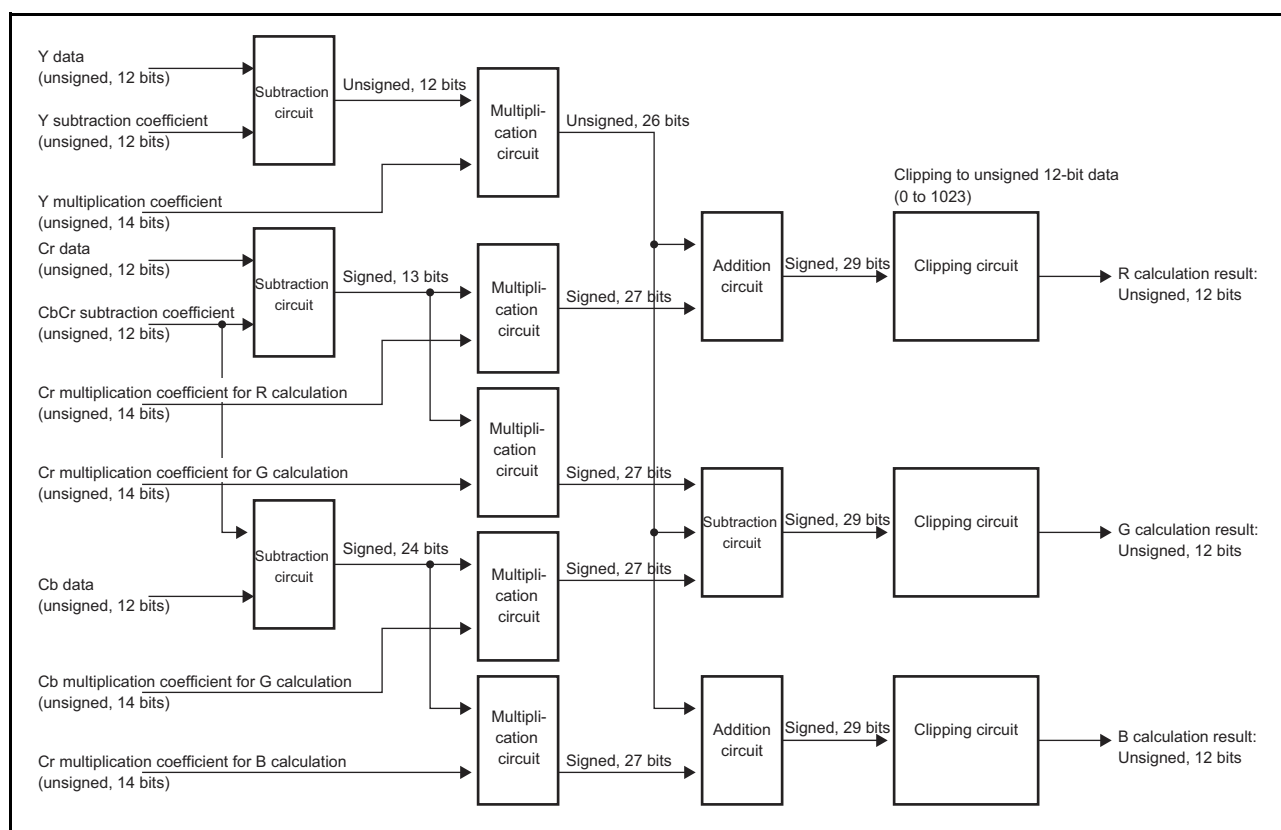 Y data
(unsigned, 12 bits)
Y subtraction coefficient
(unsigned, 12 bits)
Subtraction
circuit
Unsigned, 12 bits
Y multiplication coefficient
(unsigned, 14 bits)
Multipli-
cation
circuit
Unsigned, 26 bits
Cr data
(unsigned, 12 bits)
CbCr subtraction coefficient
(unsigned, 12 bits)
Subtraction
circuit
Signed, 13 bits
Cr multiplication coefficient for R calculation
(unsigned, 14 bits)
Multipli-
cation
circuit
Signed, 27 bits
Addition
circuit
Signed, 29 bits
Clipping to unsigned 12-bit data
(0 to 1023)
Clipping circuit
R calculation result:
Unsigned, 12 bits
Cr multiplication coefficient for G calculation
(unsigned, 14 bits)
Multipli-
cation
circuit
Signed, 27 bits
Subtraction
circuit
Signed, 24 bits
Cb data
(unsigned, 12 bits)
Multipli-
cation
circuit
Signed, 27 bits
Subtraction
circuit
Signed, 29 bits
Clipping circuit
G calculation result:
Unsigned, 12 bits
Cb multiplication coefficient for G calculation
(unsigned, 14 bits)
Cr multiplication coefficient for B calculation
(unsigned, 14 bits)
Multipli-
cation
circuit
Signed, 27 bits
Addition
circuit
Signed, 29 bits
Clipping circuit
B calculation result:
Unsigned, 12 bits